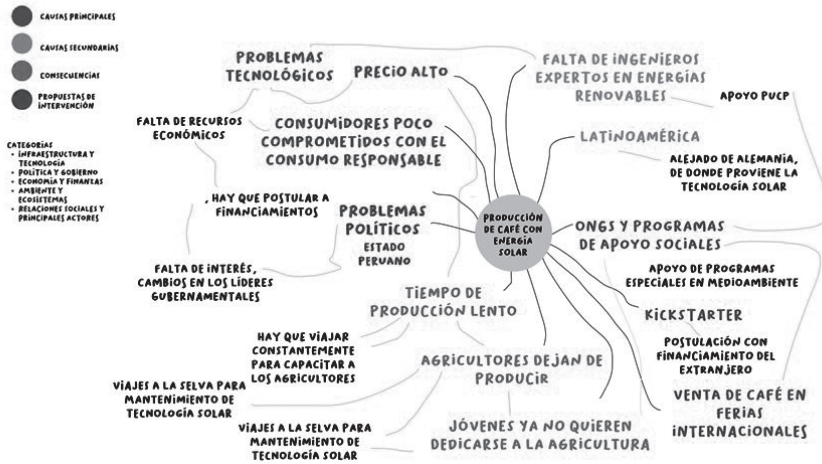 CAUSAS PRINCIPALES
CAUSAS SECUNDARIAS
CONSECUENCIAS
PROPUESTAS DE
INTERVENCIÓN
CATEGORÍAS
• INFRAESTRUCTURA Y
TECNOLOGÍA
• POLÍTICA Y GOBIERNO
• ECONOMÍA Y FINANZAS
• AMBIENTE Y
ECOSISTEMAS
• RELACIONES SOCIALES Y
PRINCIPALES ACTORES
PROBLEMAS
TECNOLÓGICOS
PRECIO ALTO
FALTA DE RECURSOS
ECONÓMICOS
CONSUMIDORES POCO
COMPROMETIDOS CON EL
CONSUMO RESPONSABLE
, HAY QUE POSTULAR A
FINANCIAMIENTOS
PROBLEMAS
POLÍTICOS
ESTADO
PERUANO
FALTA DE INTERÉS,
CAMBIOS EN LOS LÍDERES
GUBERNAMENTALES
TIEMPO DE
PRODUCCIÓN LENTO
HAY QUE VIAJAR
CONSTANTEMENTE
PARA CAPACITAR A
LOS AGRICULTORES
AGRICULTORES DEJAN DE
PRODUCIR
VIAJES A LA SELVA PARA
MANTENIMIENTO DE
TECNOLOGÍA SOLAR
VIAJES A LA SELVA PARA
MANTENIMIENTO DE
TECNOLOGÍA SOLAR
JÓVENES YA NO QUIEREN
DEDICARSE A LA AGRICULTURA
PRODUCCIÓN
DE CAFÉ CON
ENERGÍA
SOLAR
FALTA DE INGENIEROS
EXPERTOS EN ENERGÍAS
RENOVABLES
APOYO PUCP
LATINOAMÉRICA
ALEJADO DE ALEMANIA,
DE DONDE PROVIENE LA
TECNOLOGÍA SOLAR
ONGS Y PROGRAMAS
DE APOYO SOCIALES
APOYO DE PROGRAMAS
ESPECIALES EN MEDIOAMBIENTE
KICKSTARTER
POSTULACIÓN CON
FINANCIAMIENTO DEL
EXTRANJERO
VENTA DE CAFÉ EN
FERIAS
INTERNACIONALES